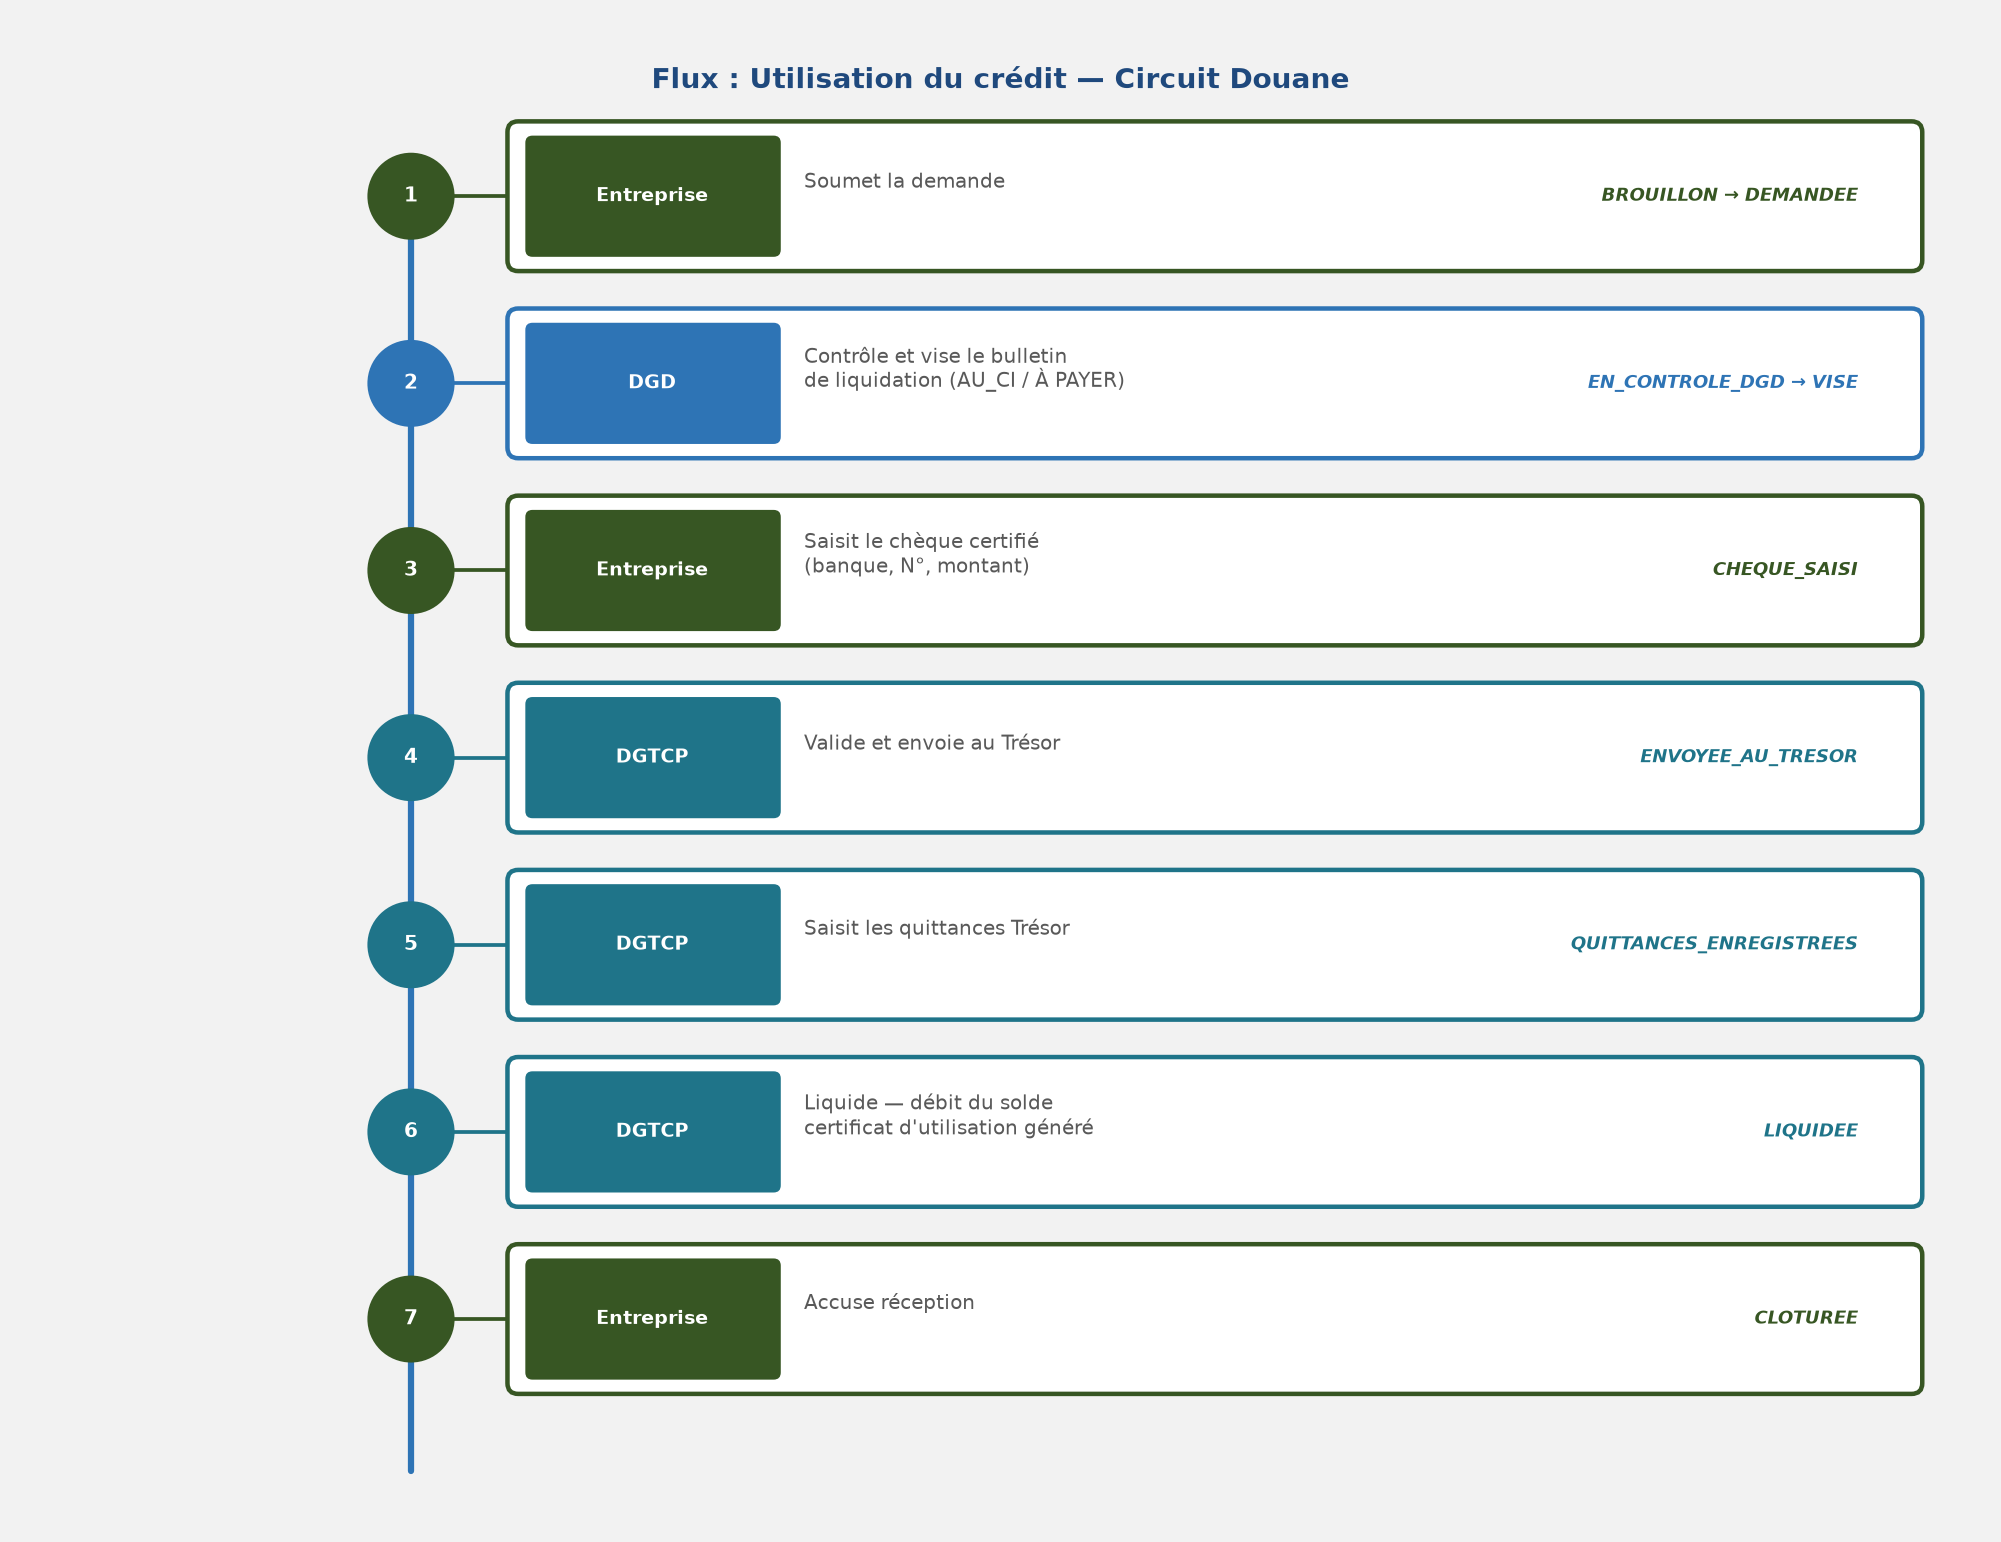 Flux : Utilisation du crédit — Circuit Douane
1
Entreprise
Soumet la demande
BROUILLON → DEMANDEE
2
DGD
Contrôle et vise le bulletin
de liquidation (AU_CI / À PAYER)
EN_CONTROLE_DGD → VISE
3
Entreprise
Saisit le chèque certifié
(banque, N°, montant)
CHEQUE_SAISI
4
DGTCP
Valide et envoie au Trésor
ENVOYEE_AU_TRESOR
5
DGTCP
Saisit les quittances Trésor
QUITTANCES_ENREGISTREES
6
DGTCP
Liquide — débit du solde
certificat d'utilisation généré
LIQUIDEE
7
Entreprise
Accuse réception
CLOTUREE